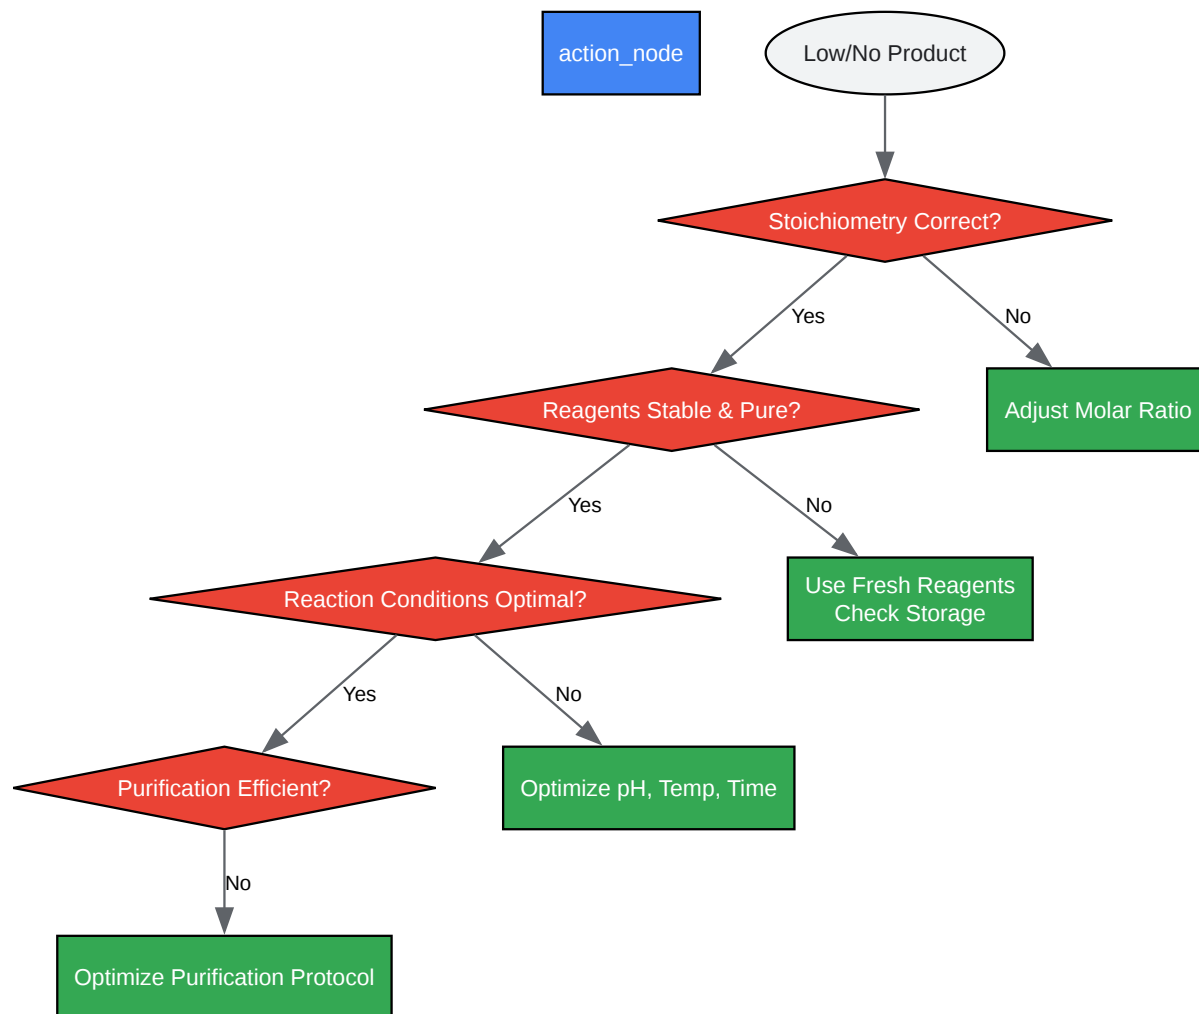 action_node
Low/No Product
Stoichiometry Correct?
Yes
No
Reagents Stable & Pure?
Adjust Molar Ratio
Yes
No
Reaction Conditions Optimal?
Use Fresh Reagents
Check Storage
Yes
No
Purification Efficient?
Optimize pH, Temp, Time
No
Optimize Purification Protocol